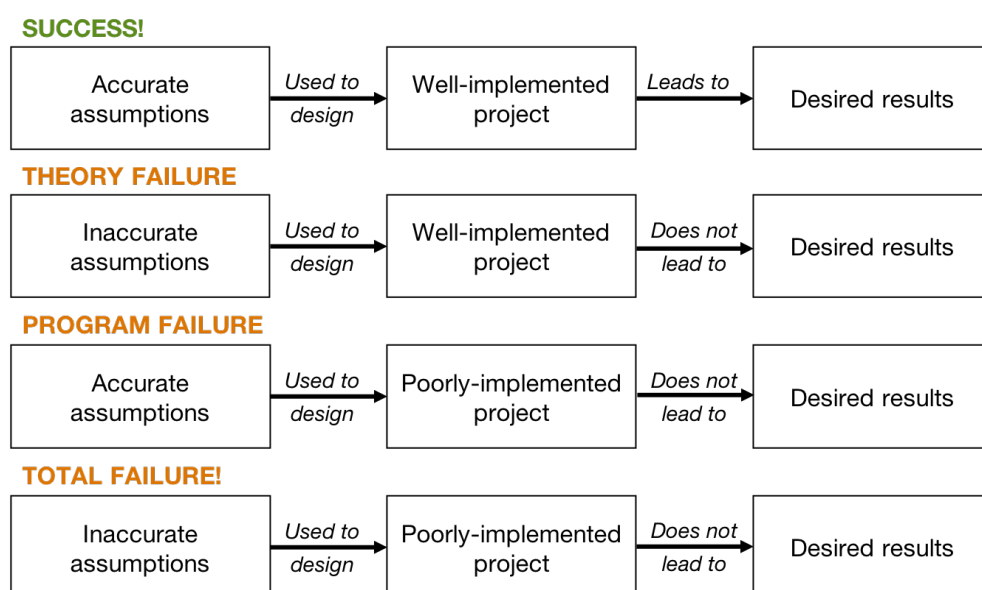 SUCCESS!
Accurate
assumptions
Used to
design
Well-implemented
project
Leads to
Desired results
THEORY FAILURE
Inaccurate
assumptions
Used to
design
Well-implemented
project
Does not
lead to
Desired results
PROGRAM FAILURE
Accurate
assumptions
Used to
design
Poorly-implemented
project
Does not
lead to
Desired results
TOTAL FAILURE!
Inaccurate
assumptions
Used to
design
Poorly-implemented
project
Does not
lead to
Desired results